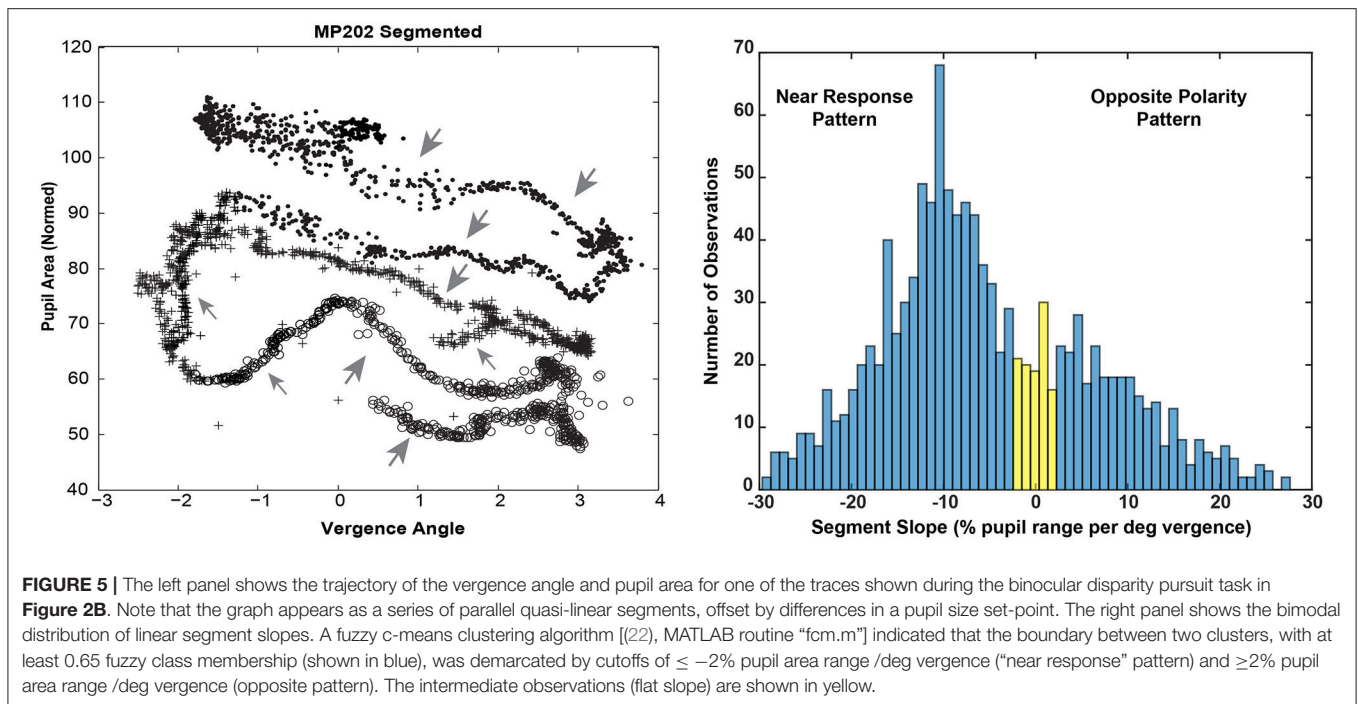 MP202 Segmented
120
110
100
90
80
70
60
50
40
Pupil Area (Normed)
−3 −2 −1 0 1 2 3 4
Vergence Angle
70
60
50
40
30
20
10
0
Nurmber of Observations
Near Response
Pattern
Opposite Polarity
Pattern
-30 -20 -10 0 10 20 30
Segment Slope (% pupil range per deg vergence)
FIGURE 5 | The left panel shows the trajectory of the vergence angle and pupil area for one of the traces shown during the binocular disparity pursuit task in
Figure 2B. Note that the graph appears as a series of parallel quasi-linear segments, offset by differences in a pupil size set-point. The right panel shows the bimodal
distribution of linear segment slopes. A fuzzy c-means clustering algorithm [(22), MATLAB routine “fcm.m”] indicated that the boundary between two clusters, with at
least 0.65 fuzzy class membership (shown in blue), was demarcated by cutoffs of ≤ −2% pupil area range /deg vergence (“near response” pattern) and ≥2% pupil
area range /deg vergence (opposite pattern). The intermediate observations (flat slope) are shown in yellow.